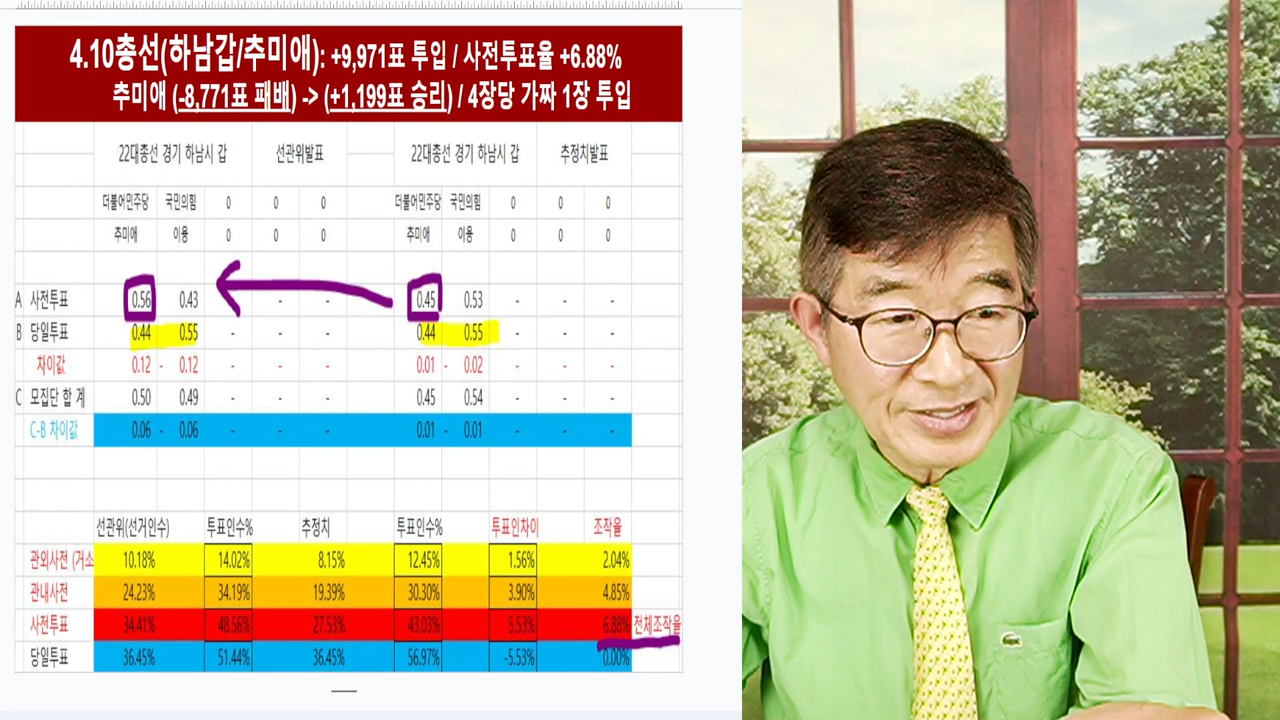 4.10총선(하남갑/추미애): +9,971표 투입 / 사전투표율 +6.88%
추미애 (-8,771표 패배) -> (+1,199표 승리) / 4장당 가짜 1장 투입
22대총선 경기 하남시 갑 선관위발표 22대총선 경기 하남시 갑 추정치발표
더불어민주당 국민의힘 0 0 0 더불어민주당 국민의힘 0 0 0
추미애 이용 0 0 0 추미애 이용 0 0 0
A 사전투표 0.56 0.43 - - - 0.45 0.53 - - -
B 당일투표 0.44 0.55 - - - 0.44 0.55 - - -
차이값 0.12 - 0.12 - - - 0.01 - 0.02 - - -
C 모집단 합 계 0.50 0.49 - - - 0.45 0.54 - - -
C-B 차이값 0.06 - 0.06 - - - 0.01 - 0.01 - - -
선관위(선거인수) 투표인수% 추정치 투표인수% 투표인차이 조작율
관외사전 (거소 10.18% 14.02% 8.15% 12.45% 1.56% 2.04%
관내사전 24.23% 34.19% 19.39% 30.30% 3.90% 4.85%
사전투표 34.41% 48.56% 27.53% 43.03% 5.53% 6.88% 전체조작율
당일투표 36.45% 51.44% 36.45% 56.97% -5.53% 0.00%